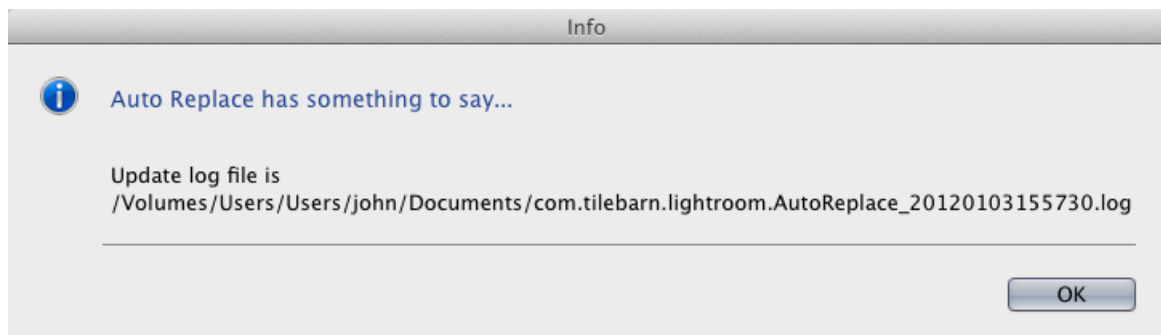 Info
Auto Replace has something to say...
Update log file is
/Volumes/Users/Users/john/Documents/com.tilebarn.lightroom.AutoReplace_20120103155730.log
OK